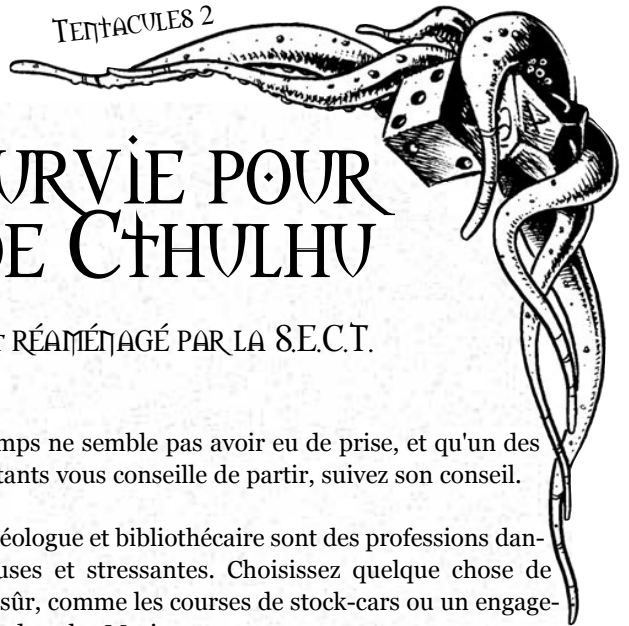 TENTACULES 2
URVIE POUR
DE CTHULHU
RÉAMÉNAGÉ PAR LA S.E.C.T.
mps ne semble pas avoir eu de prise, et qu'un des
tants vous conseille de partir, suivez son conseil.
éologue et bibliothécaire sont des professions dan-
uses et stressantes. Choisissez quelque chose de
sûr, comme les courses de stock-cars ou un engage-